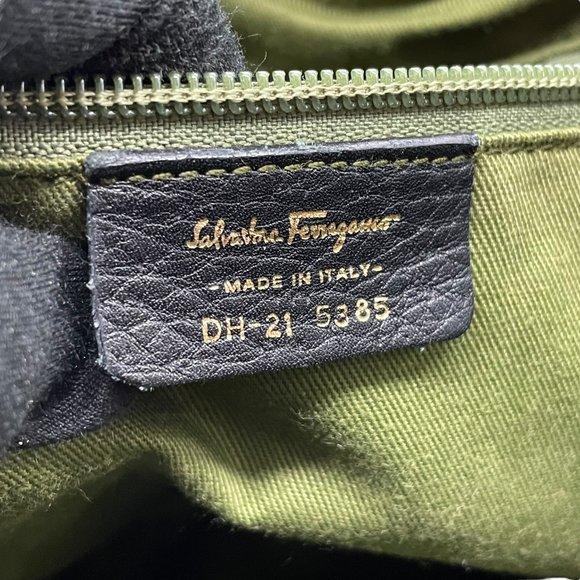 Salvatore Ferragamo
-MADE IN ITALY-
DH-21 5385